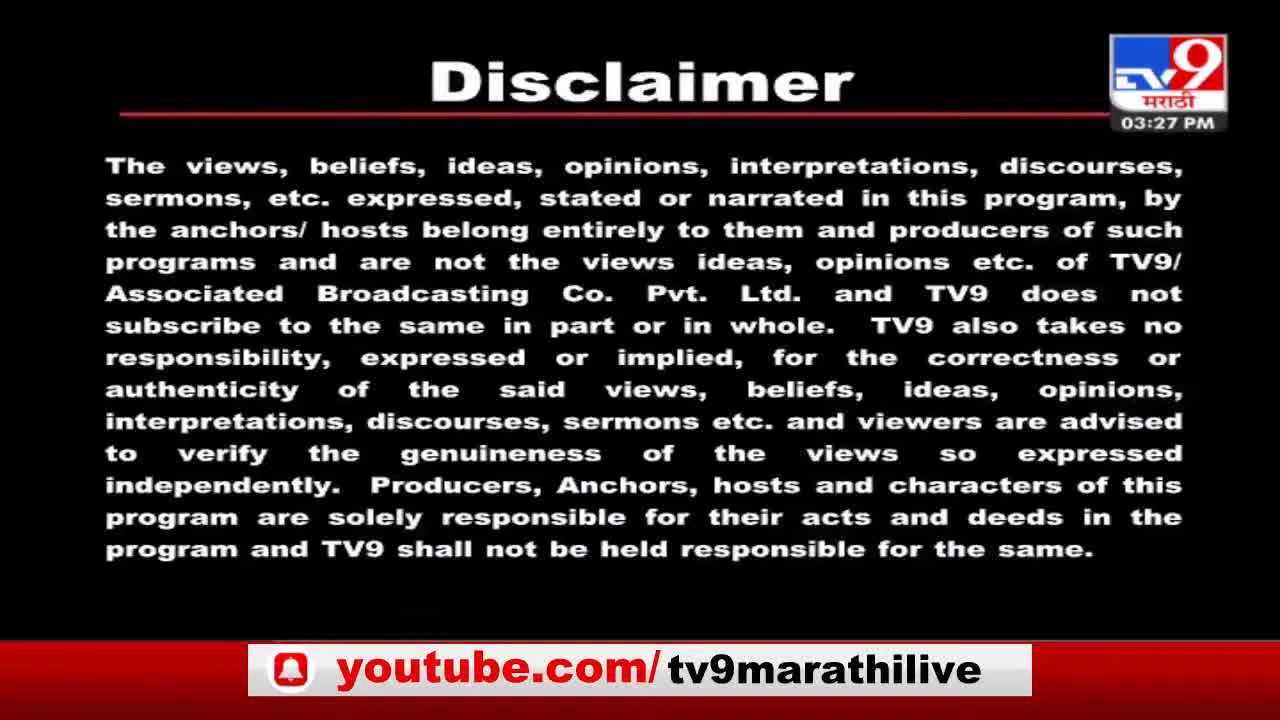 Disclaimer
TV9
मराठी
03:27 PM
The views, beliefs, ideas, opinions, interpretations, discourses,
sermons, etc. expressed, stated or narrated in this program, by
the anchors/ hosts belong entirely to them and producers of such
programs and are not the views ideas, opinions etc. of TV9/
Associated Broadcasting Co. Pvt. Ltd. and TV9 does not
subscribe to the same in part or in whole. TV9 also takes no
responsibility, expressed or implied, for the correctness or
authenticity of the said views, beliefs, ideas, opinions,
interpretations, discourses, sermons etc. and viewers are advised
to verify the genuineness of the views so expressed
independently. Producers, Anchors, hosts and characters of this
program are solely responsible for their acts and deeds in the
program and TV9 shall not be held responsible for the same.
youtube.com/tv9marathilive